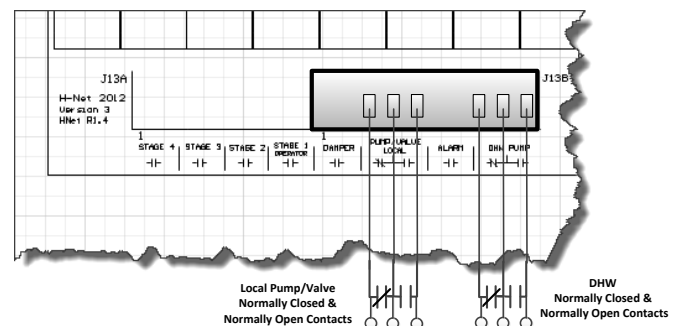 J13A
J13B
H-Net 2012
Version 3
HNet R1.4
1
1
STAGE 4
STAGE 3
STAGE 2
STAGE 1
OPERATOR
DAMPER
PUMP/VALVE
LOCAL
ALARM
DHW PUMP
Local Pump/Valve
Normally Closed &
Normally Open Contacts
DHW
Normally Closed &
Normally Open Contacts